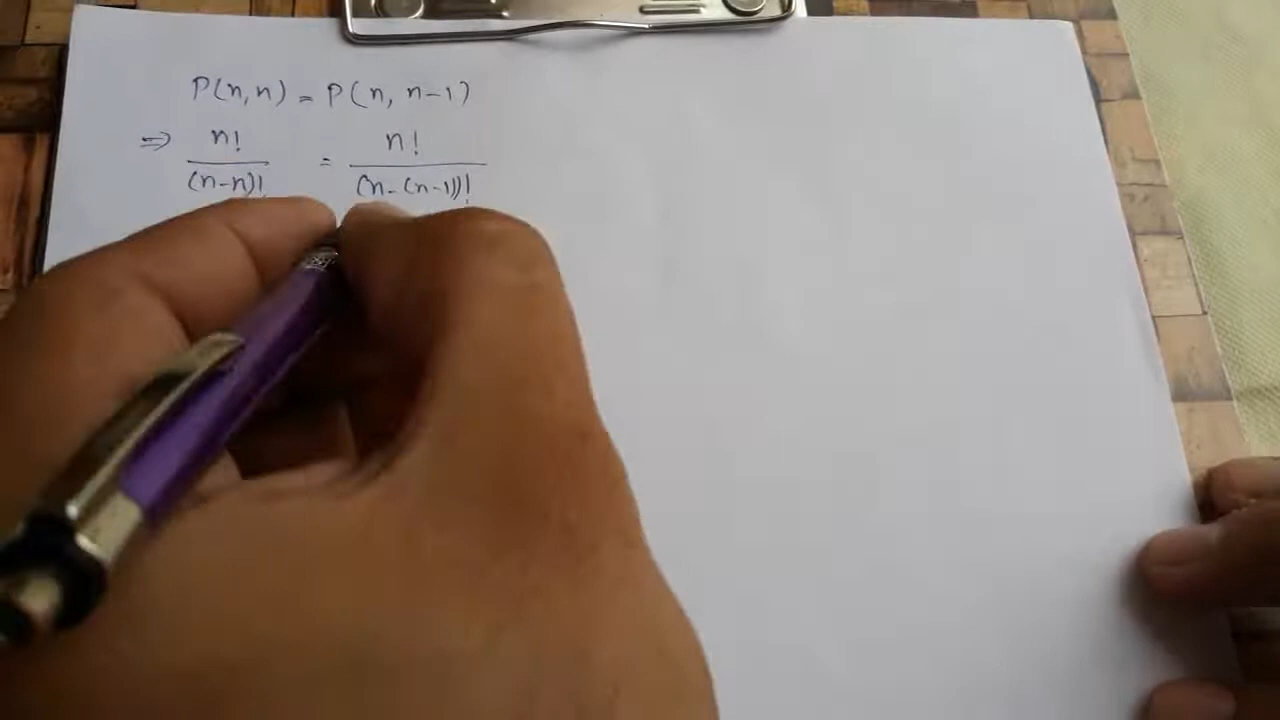 P(n,n) = P(n, n-1)
⇒ n!/(n-n)! = n!/(n-(n-1))!